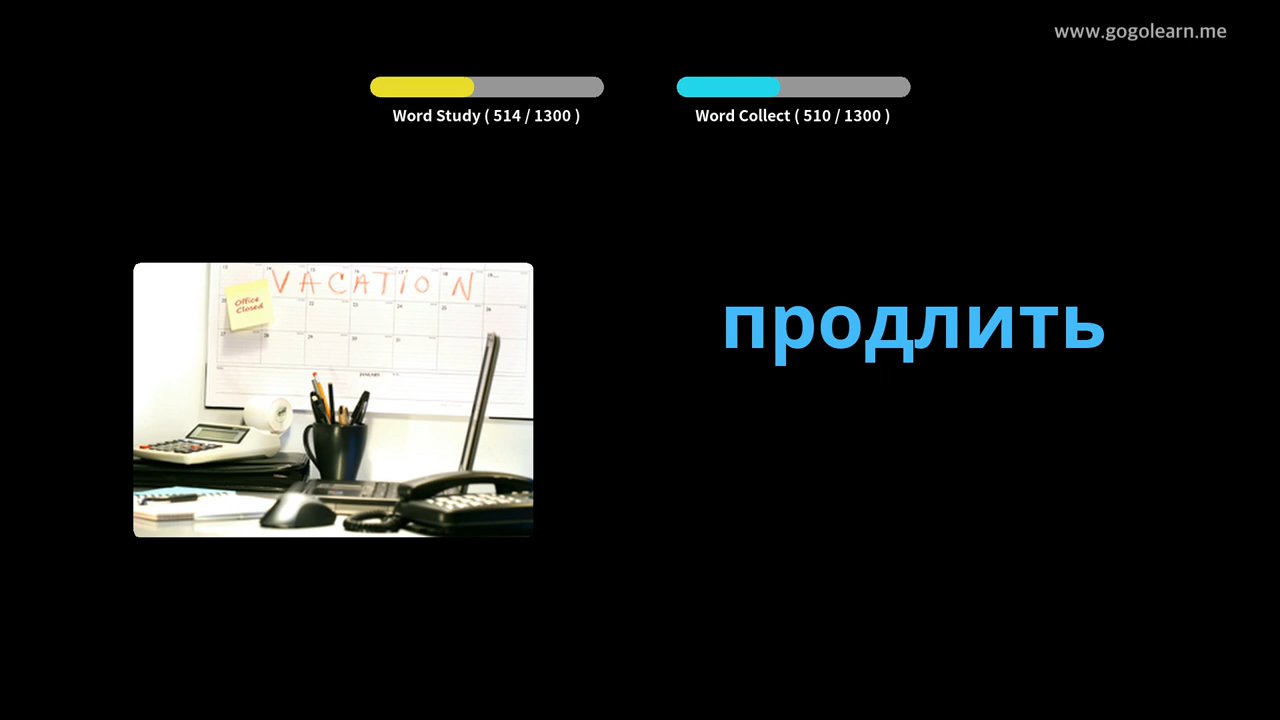 www.gogolearn.me
Word Study ( 514 / 1300 )
Word Collect ( 510 / 1300 )
VACATION
Office
Closed
продлить